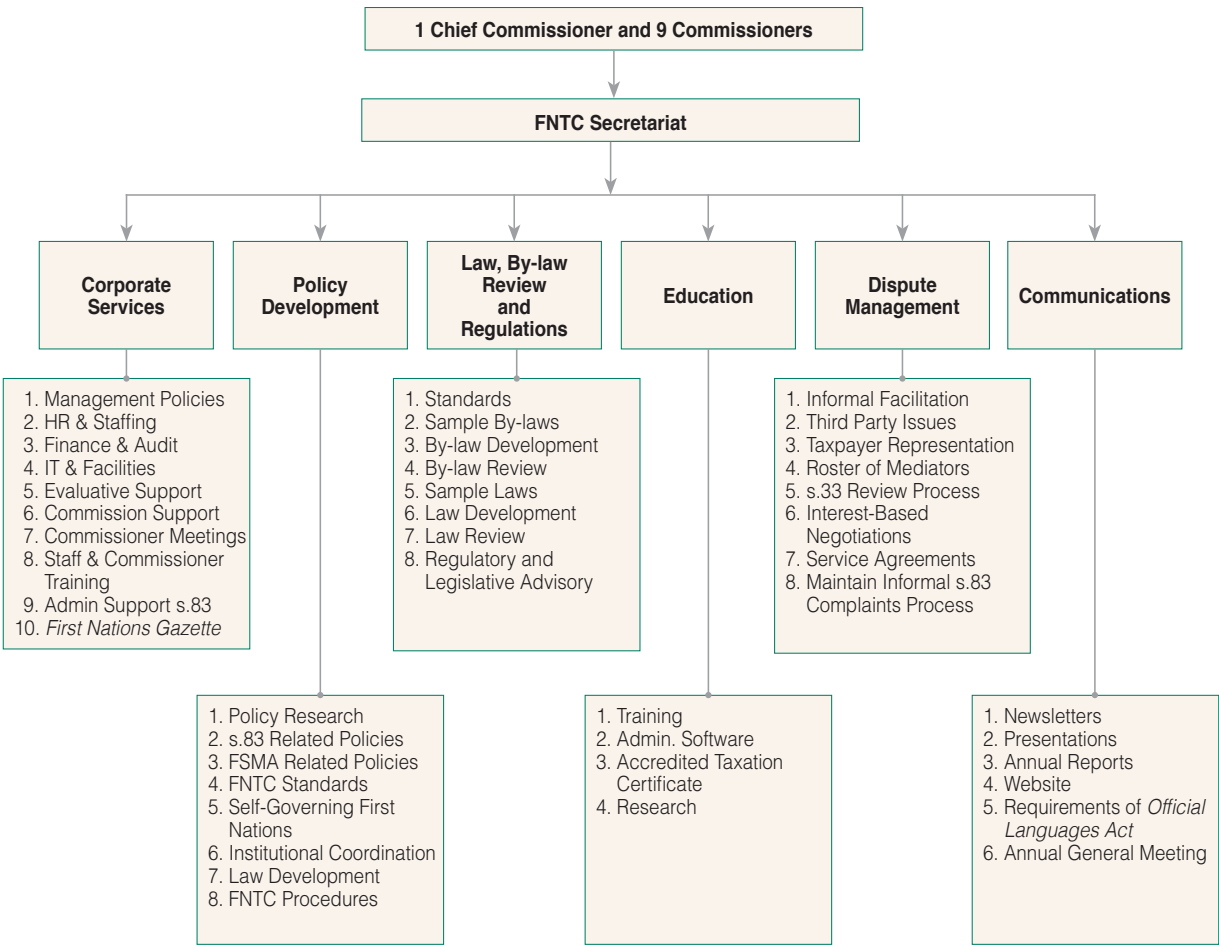 1 Chief Commissioner and 9 Commissioners
FNTC Secretariat
Corporate
Services
Policy
Development
Law, By-law
Review
and
Regulations
Education
Dispute
Management
Communications
1. Management Policies
2. HR & Staffing
3. Finance & Audit
4. IT & Facilities
5. Evaluative Support
6. Commission Support
7. Commissioner Meetings
8. Staff & Commissioner
Training
9. Admin Support s.83
10. First Nations Gazette
1. Standards
2. Sample By-laws
3. By-law Development
4. By-law Review
5. Sample Laws
6. Law Development
7. Law Review
8. Regulatory and
Legislative Advisory
1. Informal Facilitation
2. Third Party Issues
3. Taxpayer Representation
4. Roster of Mediators
5. s.33 Review Process
6. Interest-Based
Negotiations
7. Service Agreements
8. Maintain Informal s.83
Complaints Process
1. Policy Research
2. s.83 Related Policies
3. FSMA Related Policies
4. FNTC Standards
5. Self-Governing First
Nations
6. Institutional Coordination
7. Law Development
8. FNTC Procedures
1. Training
2. Admin. Software
3. Accredited Taxation
Certificate
4. Research
1. Newsletters
2. Presentations
3. Annual Reports
4. Website
5. Requirements of Official
Languages Act
6. Annual General Meeting